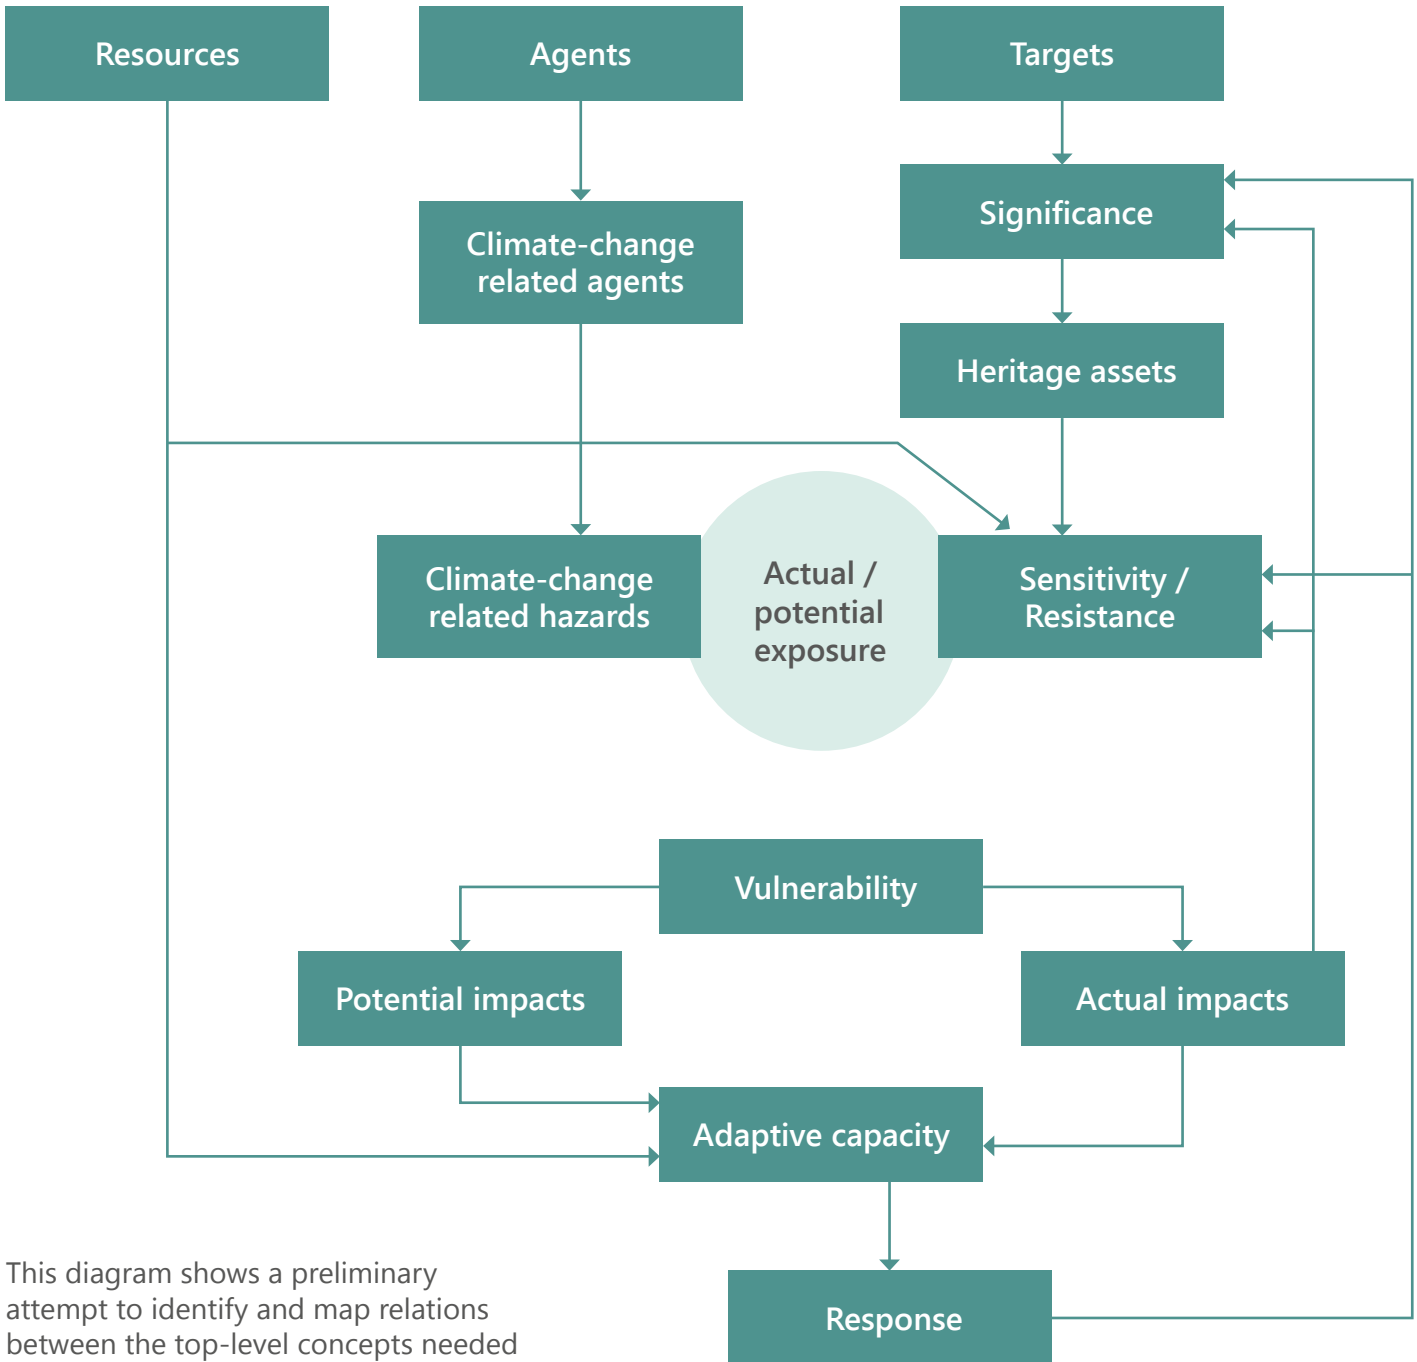 Resources
Agents
Targets
Climate-change
related agents
Significance
Heritage assets
Climate-change
related hazards
Actual /
potential
exposure
Sensitivity /
Resistance
Vulnerability
Potential impacts
Actual impacts
Adaptive capacity
Response
This diagram shows a preliminary
attempt to identify and map relations
between the top-level concepts needed